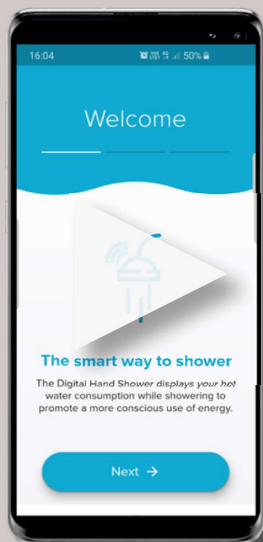 16:04
50%
Welcome
The smart way to shower
The Digital Hand Shower displays your hot
water consumption while showering to
promote a more conscious use of energy.
Next →